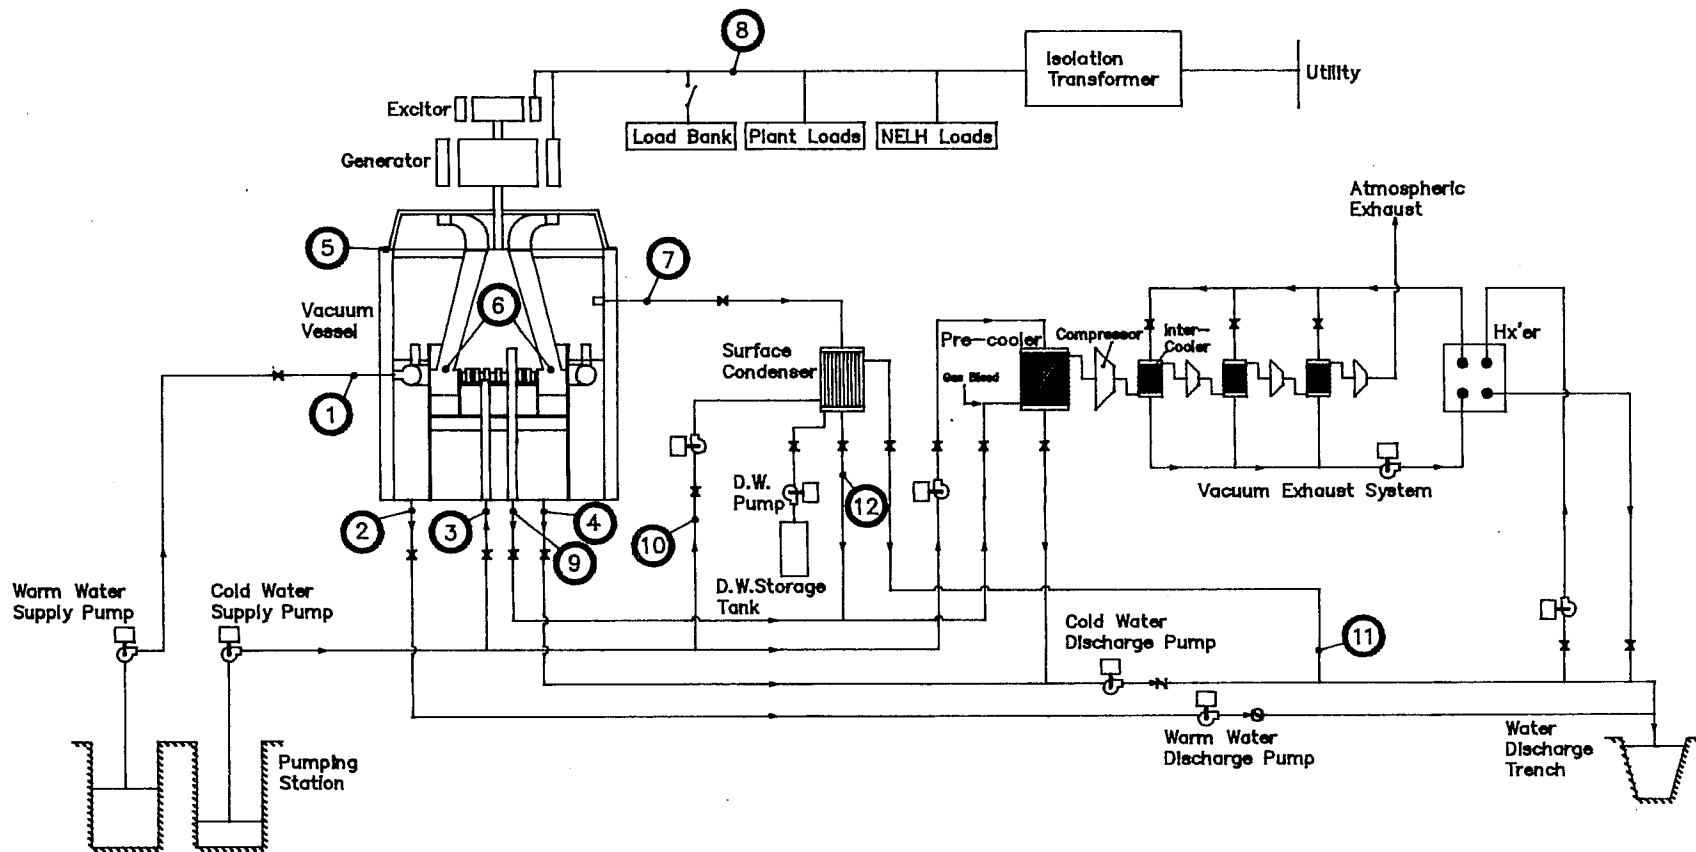 8
Isolation
Transformer
Utility
Excitor
Load Bank
Plant Loads
NELH Loads
Generator
Atmospheric
Exhaust
5
7
Vacuum
Vessel
6
Surface
Condenser
Pre-cooler
Compressor
Inter-
Cooler
Hx'er
Gas Bleed
1
D.W.
Pump
Vacuum Exhaust System
2
3
4
9
10
12
D.W.Storage
Tank
Warm Water
Supply Pump
Cold Water
Supply Pump
Cold Water
Discharge Pump
11
Warm Water
Discharge Pump
Water
Discharge
Trench
Pumping
Station